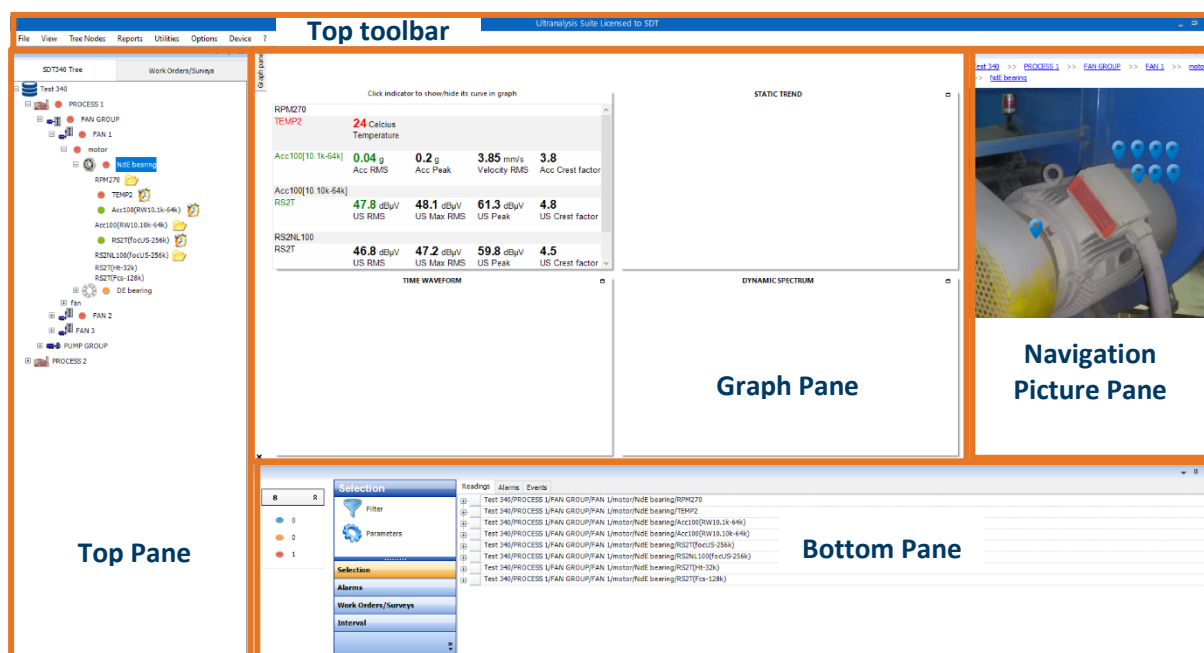 Ultranalysis Suite Licensed to SDT
Top toolbar
File View Tree Nodes Reports Utilities Options Device ?
SDT340 Tree Work Orders/Surveys
Test 340
PROCESS 1
FAN GROUP
FAN 1
motor
NdE bearing
RPM270
TEMP2
Acc100(RW10.1k-64k)
Acc100(RW10.10k-64k)
RS2T(focUS-256k)
RS2NL100(focUS-256k)
RS2T(Ht-32k)
RS2T(Fcs-128k)
DE bearing
fan
FAN 2
FAN 3
PUMP GROUP
PROCESS 2
Top Pane
Graph pane
Click indicator to show/hide its curve in graph
RPM270
TEMP2 24 Calcius
Temperature
Acc100[10.1k-64k] 0.04 g 0.2 g 3.85 mm/s 3.8
Acc RMS Acc Peak Velocity RMS Acc Crest factor
Acc100[10.10k-64k]
RS2T 47.8 dBµV 48.1 dBµV 61.3 dBµV 4.8
US RMS US Max RMS US Peak US Crest factor
RS2NL100
RS2T 46.8 dBµV 47.2 dBµV 59.8 dBµV 4.5
US RMS US Max RMS US Peak US Crest factor
STATIC TREND
TIME WAVEFORM
DYNAMIC SPECTRUM
Graph Pane
est 340 >> PROCESS 1 >> FAN GROUP >> FAN 1 >> moto
>> NdE bearing
Navigation
Picture Pane
8
0
0
1
Selection
Filter
Parameters
Selection
Alarms
Work Orders/Surveys
Interval
Readings Alarms Events
Test 340/PROCESS 1/FAN GROUP/FAN 1/motor/NdE bearing/RPM270
Test 340/PROCESS 1/FAN GROUP/FAN 1/motor/NdE bearing/TEMP2
Test 340/PROCESS 1/FAN GROUP/FAN 1/motor/NdE bearing/Acc100(RW10.1k-64k)
Test 340/PROCESS 1/FAN GROUP/FAN 1/motor/NdE bearing/Acc100(RW10.10k-64k)
Test 340/PROCESS 1/FAN GROUP/FAN 1/motor/NdE bearing/RS2T(focUS-256k)
Test 340/PROCESS 1/FAN GROUP/FAN 1/motor/NdE bearing/RS2NL100(focUS-256k)
Test 340/PROCESS 1/FAN GROUP/FAN 1/motor/NdE bearing/RS2T(Ht-32k)
Test 340/PROCESS 1/FAN GROUP/FAN 1/motor/NdE bearing/RS2T(Fcs-128k)
Bottom Pane